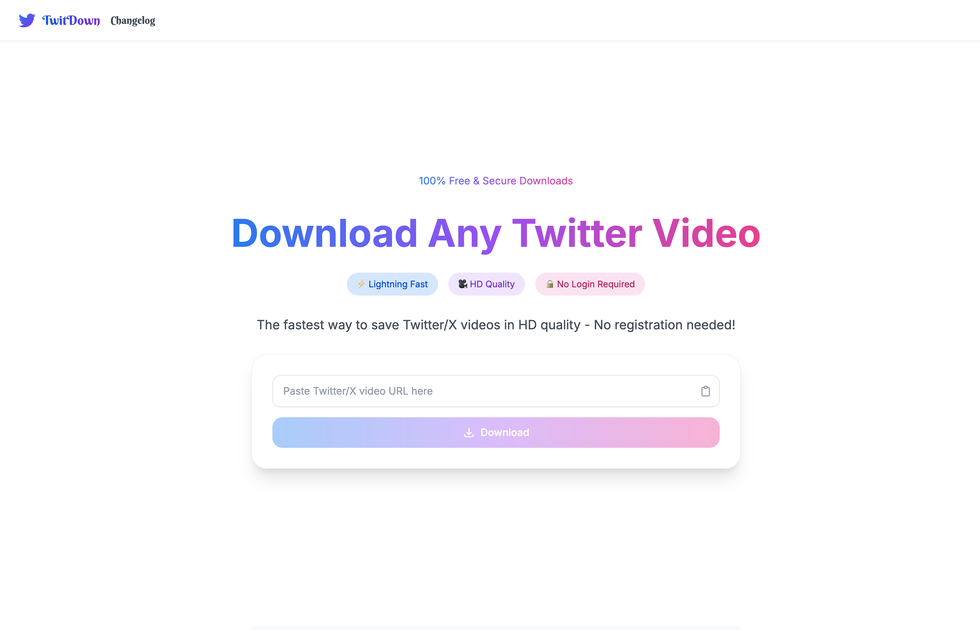 TwitDown Changelog
100% Free & Secure Downloads
Download Any Twitter Video
⚡ Lightning Fast 🎥 HD Quality 🔒 No Login Required
The fastest way to save Twitter/X videos in HD quality - No registration needed!
Paste Twitter/X video URL here
Download